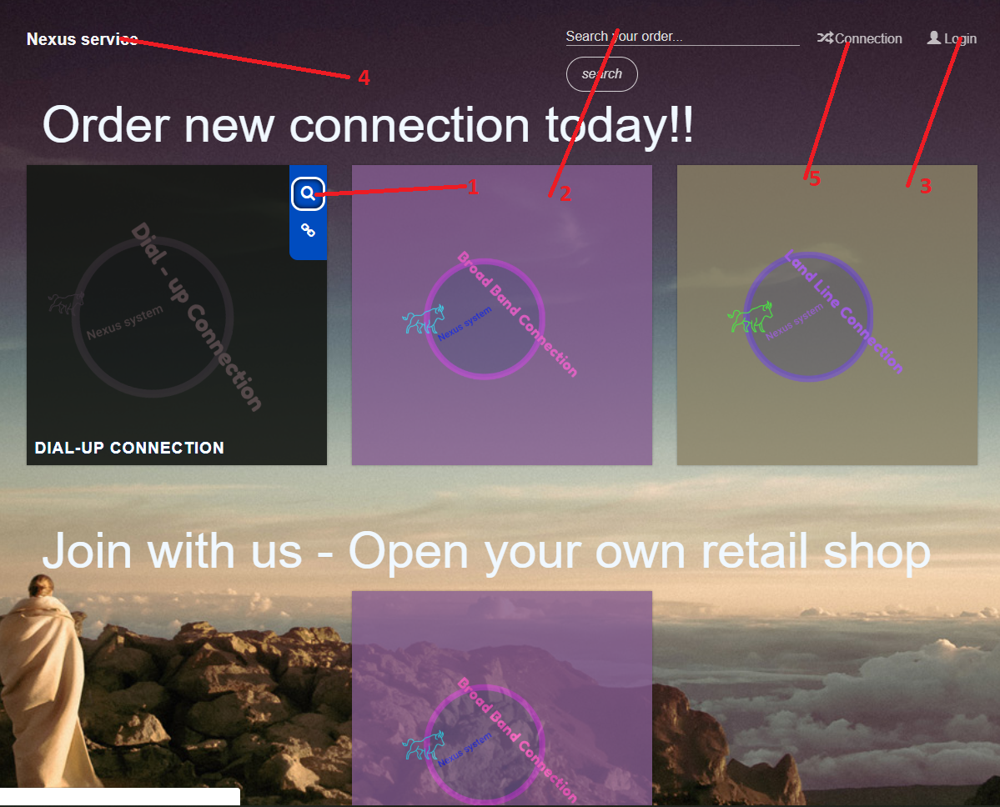 Nexus service
Search your order...
Connection
Login
search
4
Order new connection today!!
1
2
5
3
Dial - up Connection
Nexus system
DIAL-UP CONNECTION
Broad Band Connection
Nexus system
Land Line Connection
Nexus system
Join with us - Open your own retail shop
Broad Band Connection
Nexus system